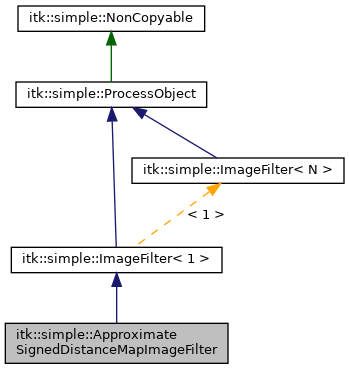 itk::simple::NonCopyable
itk::simple::ProcessObject
itk::simple::ImageFilter< N >
< 1 >
itk::simple::ImageFilter< 1 >
itk::simple::Approximate
SignedDistanceMapImageFilter